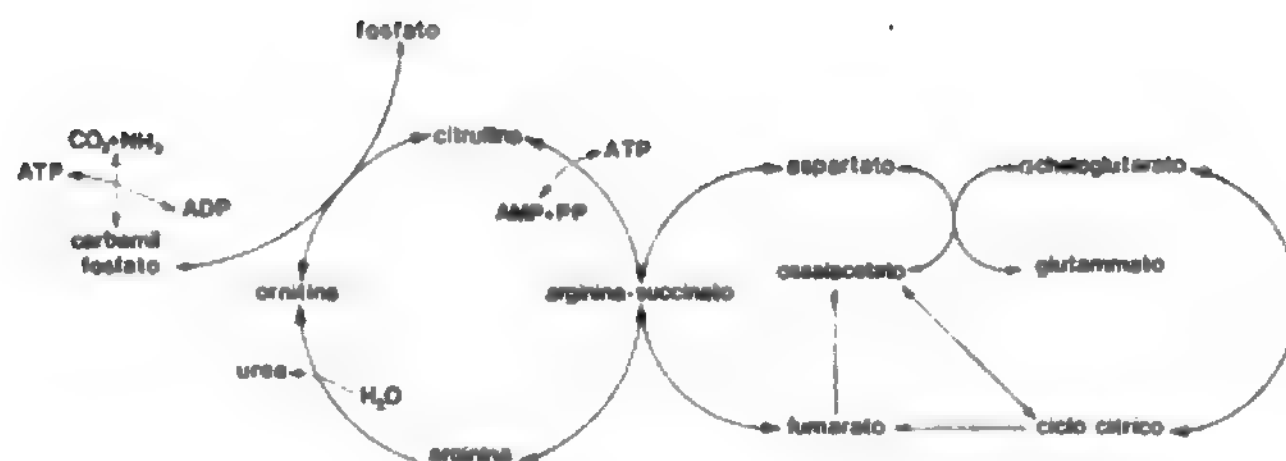 fosfato
CO₂+NH₃
citrullina
ATP
ATP
aspartato
α-chetoglutarato
ADP
AMP+PP
carbamil
fosfato
ossalacetato
glutammato
ornitina
arginina-succinato
urea
H₂O
fumarato
ciclo citrico
arginina